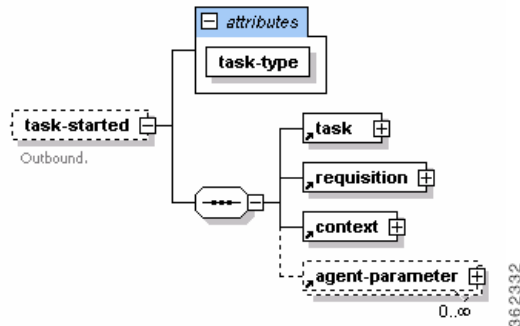 attributes
task-type
task-started
Outbound.
task
requisition
context
agent-parameter
0..∞
362332